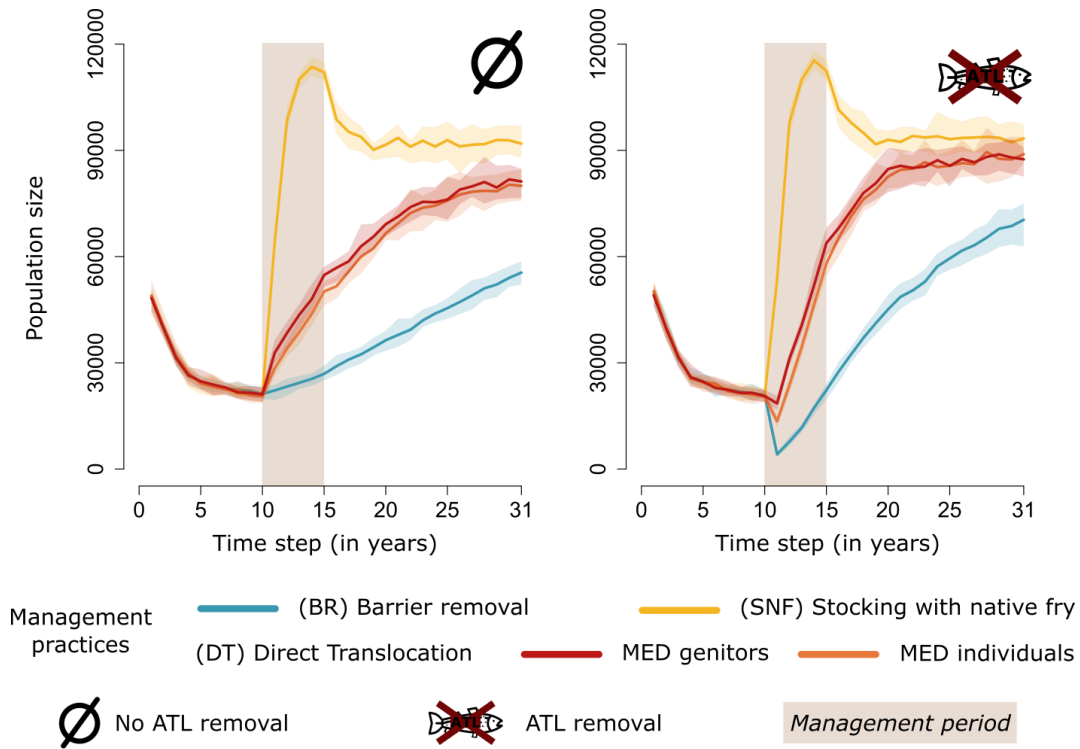 120000
90000
60000
30000
0
Population size
0 5 10 15 20 25 31
Time step (in years)
120000
90000
60000
30000
0
ATL
0 5 10 15 20 25 31
Time step (in years)
Management
practices
(BR) Barrier removal
(SNF) Stocking with native fry
(DT) Direct Translocation
MED genitors
MED individuals
No ATL removal
ATL
ATL removal
Management period